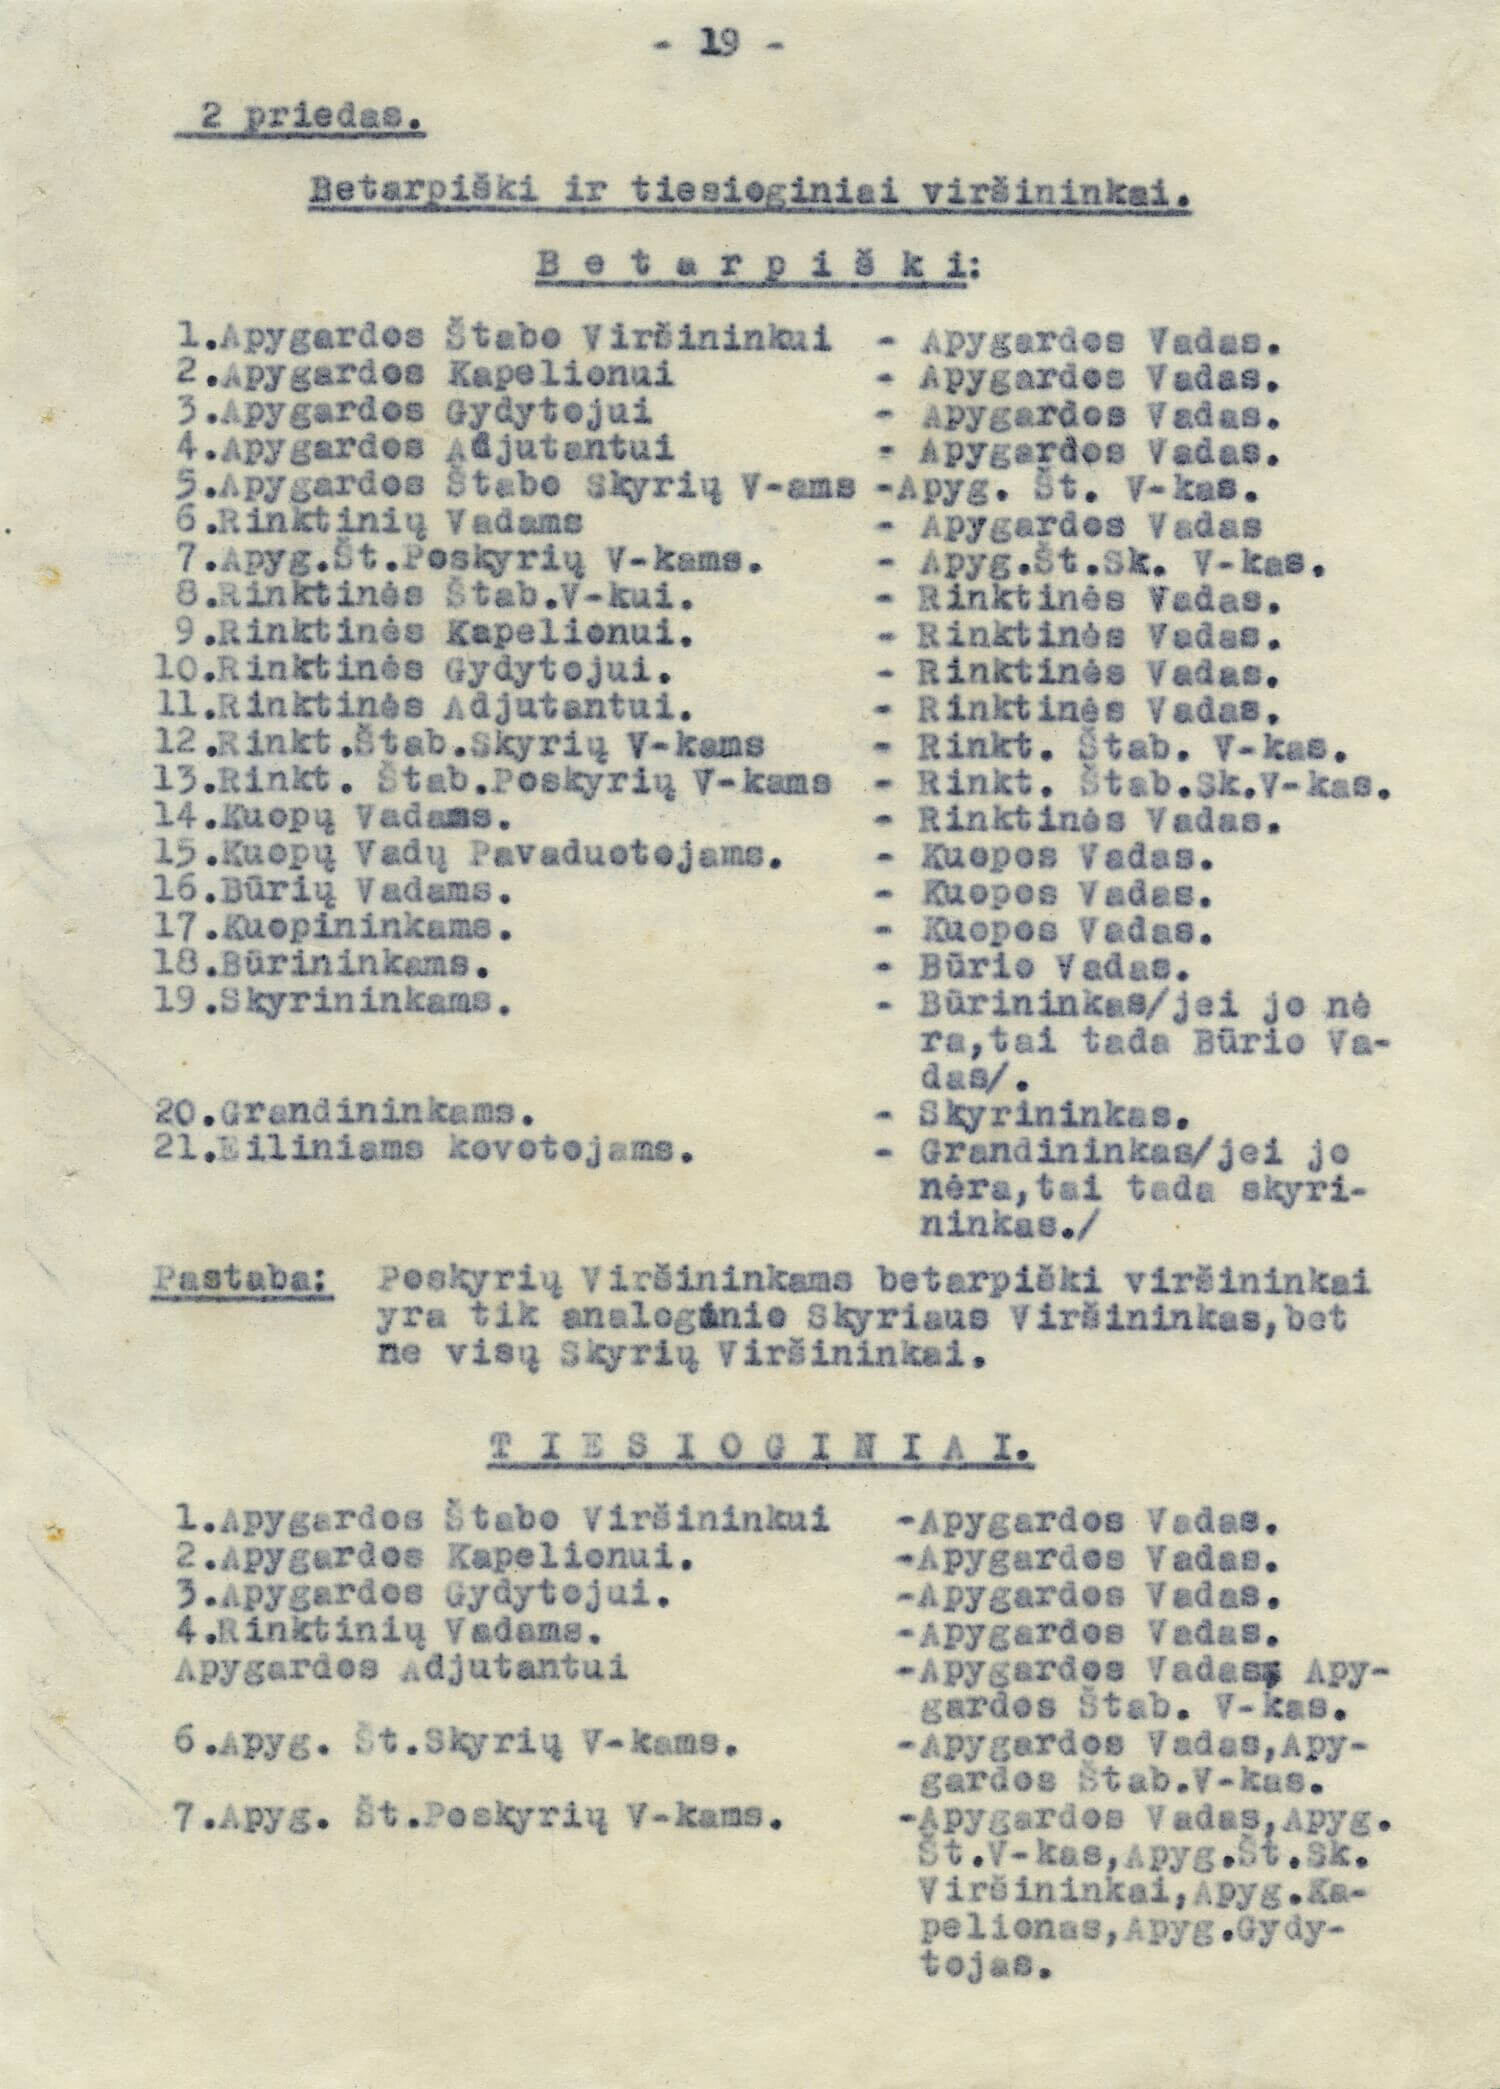 - 19 -
2 priedas.
Betarpiški ir tiesioginiai viršininkai.
B e t a r p i š k i:
1.Apygardos Štabo Viršininkui - Apygardos Vadas.
2.Apygardos Kapelionui - Apygardos Vadas.
3.Apygardos Gydytojui - Apygardos Vadas.
4.Apygardos Adjutantui - Apygardos Vadas.
5.Apygardos Štabo Skyrių V-ams -Apyg. Št. V-kas.
6.Rinktinių Vadams - Apygardos Vadas
7.Apyg.Št.Poskyrių V-kams. - Apyg.Št.Sk. V-kas.
8.Rinktinės Štab.V-kui. - Rinktinės Vadas.
9.Rinktinės Kapelionui. - Rinktinės Vadas.
10.Rinktinės Gydytojui. - Rinktinės Vadas.
11.Rinktinės Adjutantui. - Rinktinės Vadas.
12.Rinkt.Štab.Skyrių V-kams - Rinkt. Štab. V-kas.
13.Rinkt. Štab.Poskyrių V-kams - Rinkt. Štab.Sk.V-kas.
14.Kuopų Vadams. - Rinktinės Vadas.
15.Kuopų Vadų Pavaduotojams. - Kuopos Vadas.
16.Būrių Vadams. - Kuopos Vadas.
17.Kuopininkams. - Kuopos Vadas.
18.Būrininkams. - Būrio Vadas.
19.Skyrininkams. - Būrininkas/jei jo nė
ra,tai tada Būrio Va-
das/.
20.Grandininkams. - Skyrininkas.
21.Eiliniams kovotojams. - Grandininkas/jei jo
nėra,tai tada skyri-
ninkas./
Pastaba: Poskyrių Viršininkams betarpiški viršininkai
yra tik analoginio Skyriaus Viršininkas,bet
ne visų Skyrių Viršininkai.
T I E S I O G I N I A I.
1.Apygardos Štabo Viršininkui -Apygardos Vadas.
2.Apygardos Kapelionui. -Apygardos Vadas.
3.Apygardos Gydytojui. -Apygardos Vadas.
4.Rinktinių Vadams. -Apygardos Vadas.
Apygardos Adjutantui -Apygardos Vadas, Apy-
gardos Štab. V-kas.
6.Apyg. Št.Skyrių V-kams. -Apygardos Vadas,Apy-
gardos Štab.V-kas.
7.Apyg. Št.Poskyrių V-kams. -Apygardos Vadas,Apyg.
Št.V-kas,Apyg.Št.Sk.
Viršininkai,Apyg.Ka-
pelionas,Apyg.Gydy-
tojas.